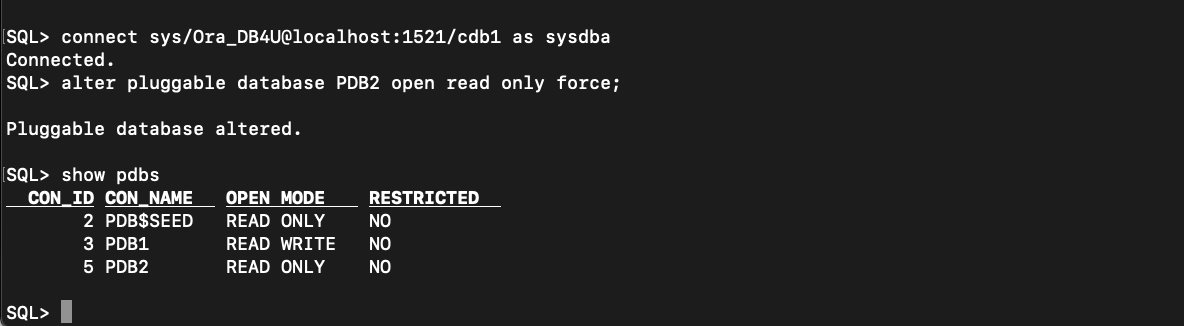 SQL> connect sys/Ora_DB4U@localhost:1521/cdb1 as sysdba
Connected.
SQL> alter pluggable database PDB2 open read only force;
Pluggable database altered.
SQL> show pdbs
CON_ID CON_NAME OPEN MODE RESTRICTED
2 PDB$SEED READ ONLY NO
3 PDB1 READ WRITE NO
5 PDB2 READ ONLY NO
SQL>